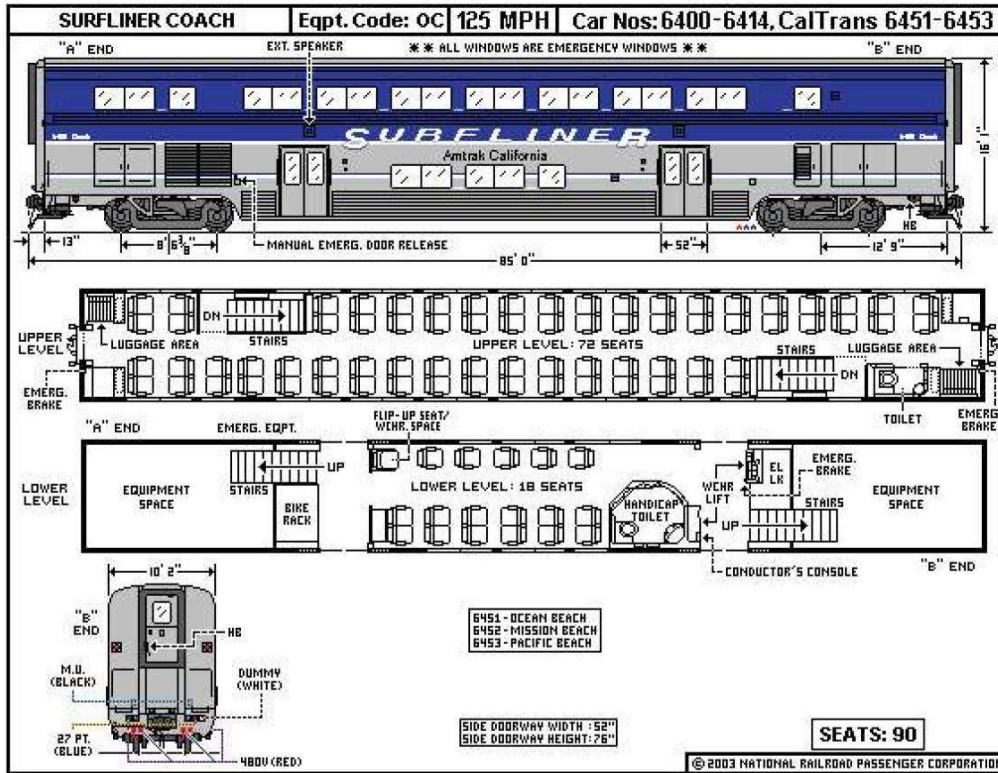 SURFLINER COACH
Eqpt. Code: OC
125 MPH
Car Nos: 6400-6414, CalTrans 6451-6453
"A" END
EXT. SPEAKER
** ALL WINDOWS ARE EMERGENCY WINDOWS **
"B" END
SURFLINER
Amtrak California
16' 1"
13"
8' 6 3/8"
MANUAL EMERG. DOOR RELEASE
52"
12' 9"
HB
85' 0"
UPPER
LEVEL
LUGGAGE AREA
DN
STAIRS
UPPER LEVEL: 72 SEATS
STAIRS
LUGGAGE AREA
DN
EMERG.
BRAKE
TOILET
EMERG.
BRAKE
"A" END
EMERG. EQPT.
FLIP-UP SEAT/
WCHR. SPACE
LOWER
LEVEL
EQUIPMENT
SPACE
STAIRS
UP
BIKE
RACK
LOWER LEVEL: 18 SEATS
HANDICAP
TOILET
WCHR
LIFT
EL
LK
EMERG.
BRAKE
UP
STAIRS
EQUIPMENT
SPACE
CONDUCTOR'S CONSOLE
"B" END
10' 2"
"B"
END
HB
M.U.
(BLACK)
DUMMY
(WHITE)
27 PT.
(BLUE)
480V (RED)
6451 - OCEAN BEACH
6452 - MISSION BEACH
6453 - PACIFIC BEACH
SIDE DOORWAY WIDTH : 52"
SIDE DOORWAY HEIGHT: 76"
SEATS: 90
© 2003 NATIONAL RAILROAD PASSENGER CORPORATION